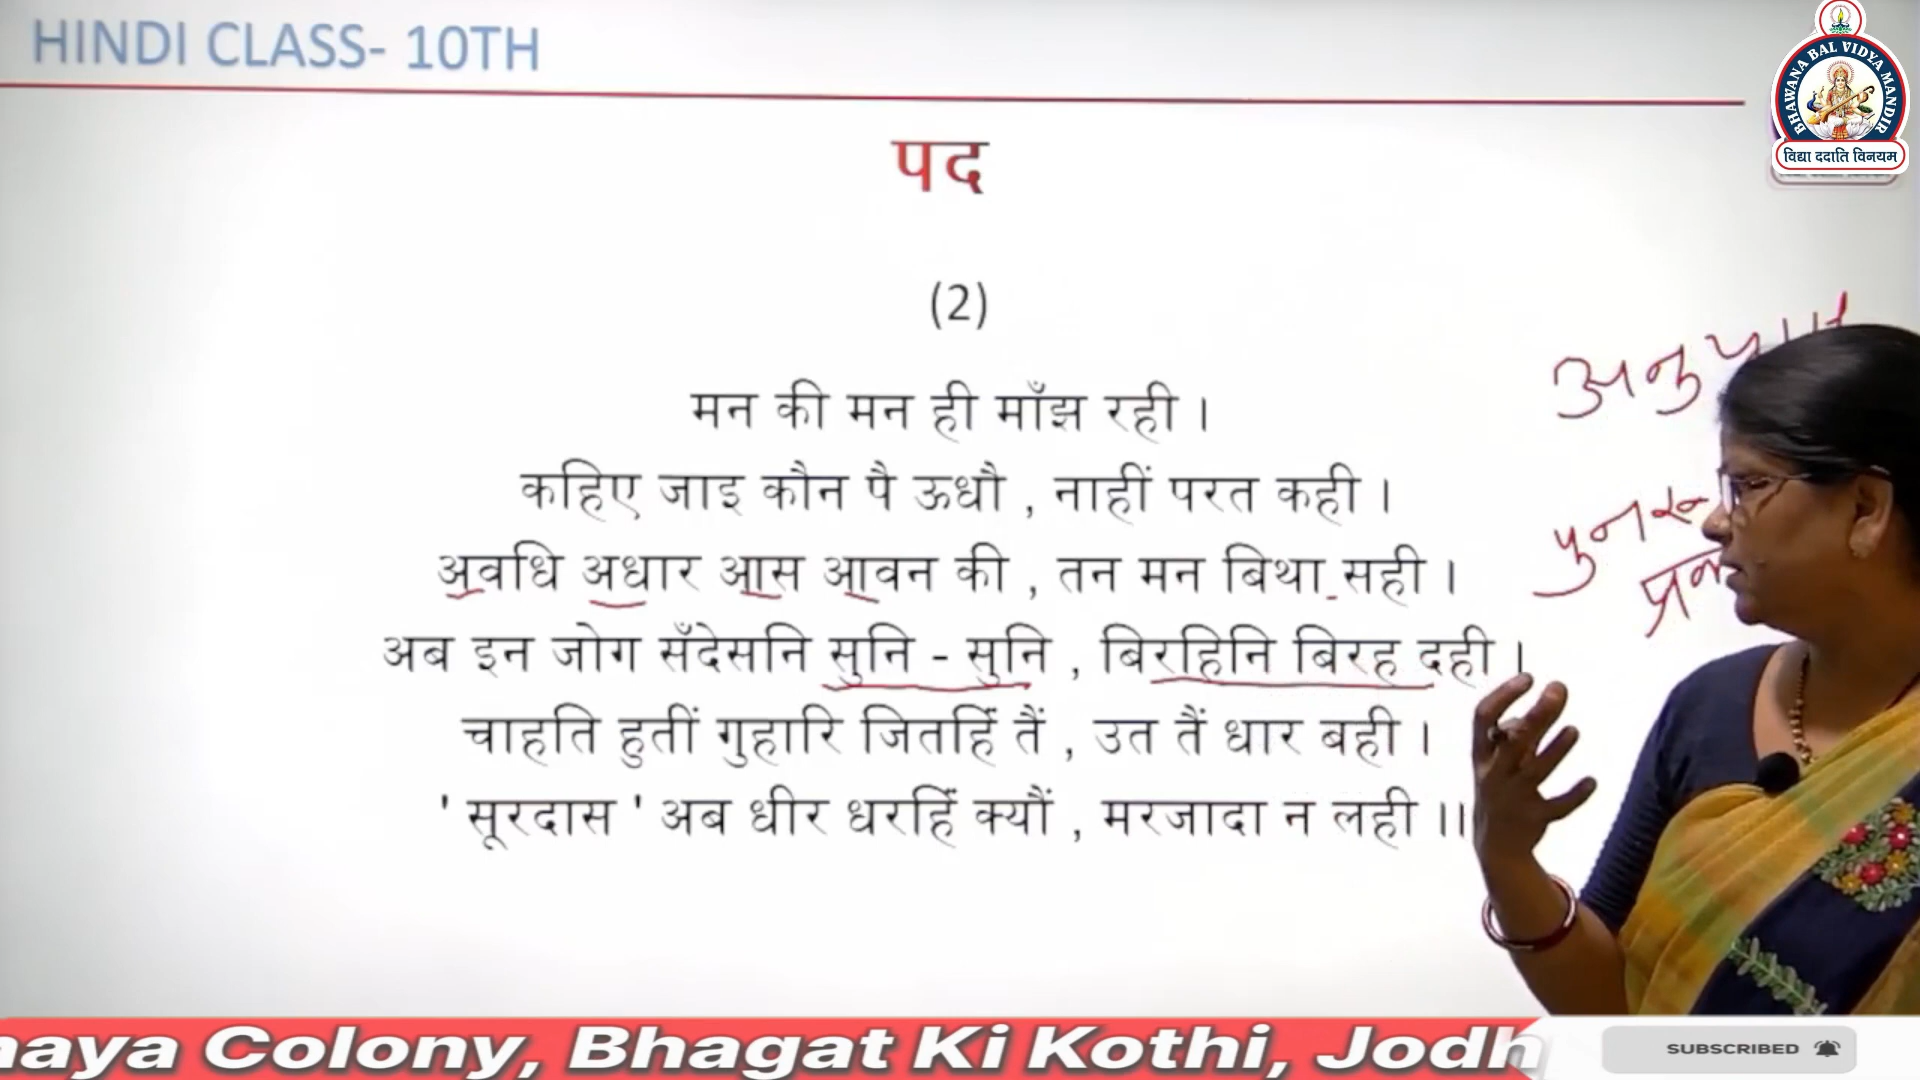 HINDI CLASS- 10TH
BHAWANA BAL VIDYA MANDIR
विद्या ददाति विनयम
पद
(2)
मन की मन ही माँझ रही ।
कहिए जाइ कौन पै ऊधौ , नाहीं परत कही ।
अवधि अधार आस आवन की , तन मन बिथा सही ।
अब इन जोग सँदेसनि सुनि - सुनि , बिरहिनि बिरह दही ।
चाहति हुतीं गुहारि जितहिं तैं , उत तैं धार बही ।
' सूरदास ' अब धीर धरहिं क्यौं , मरजादा न लही ।।
Colony, Bhagat Ki Kothi, Jodh
SUBSCRIBED